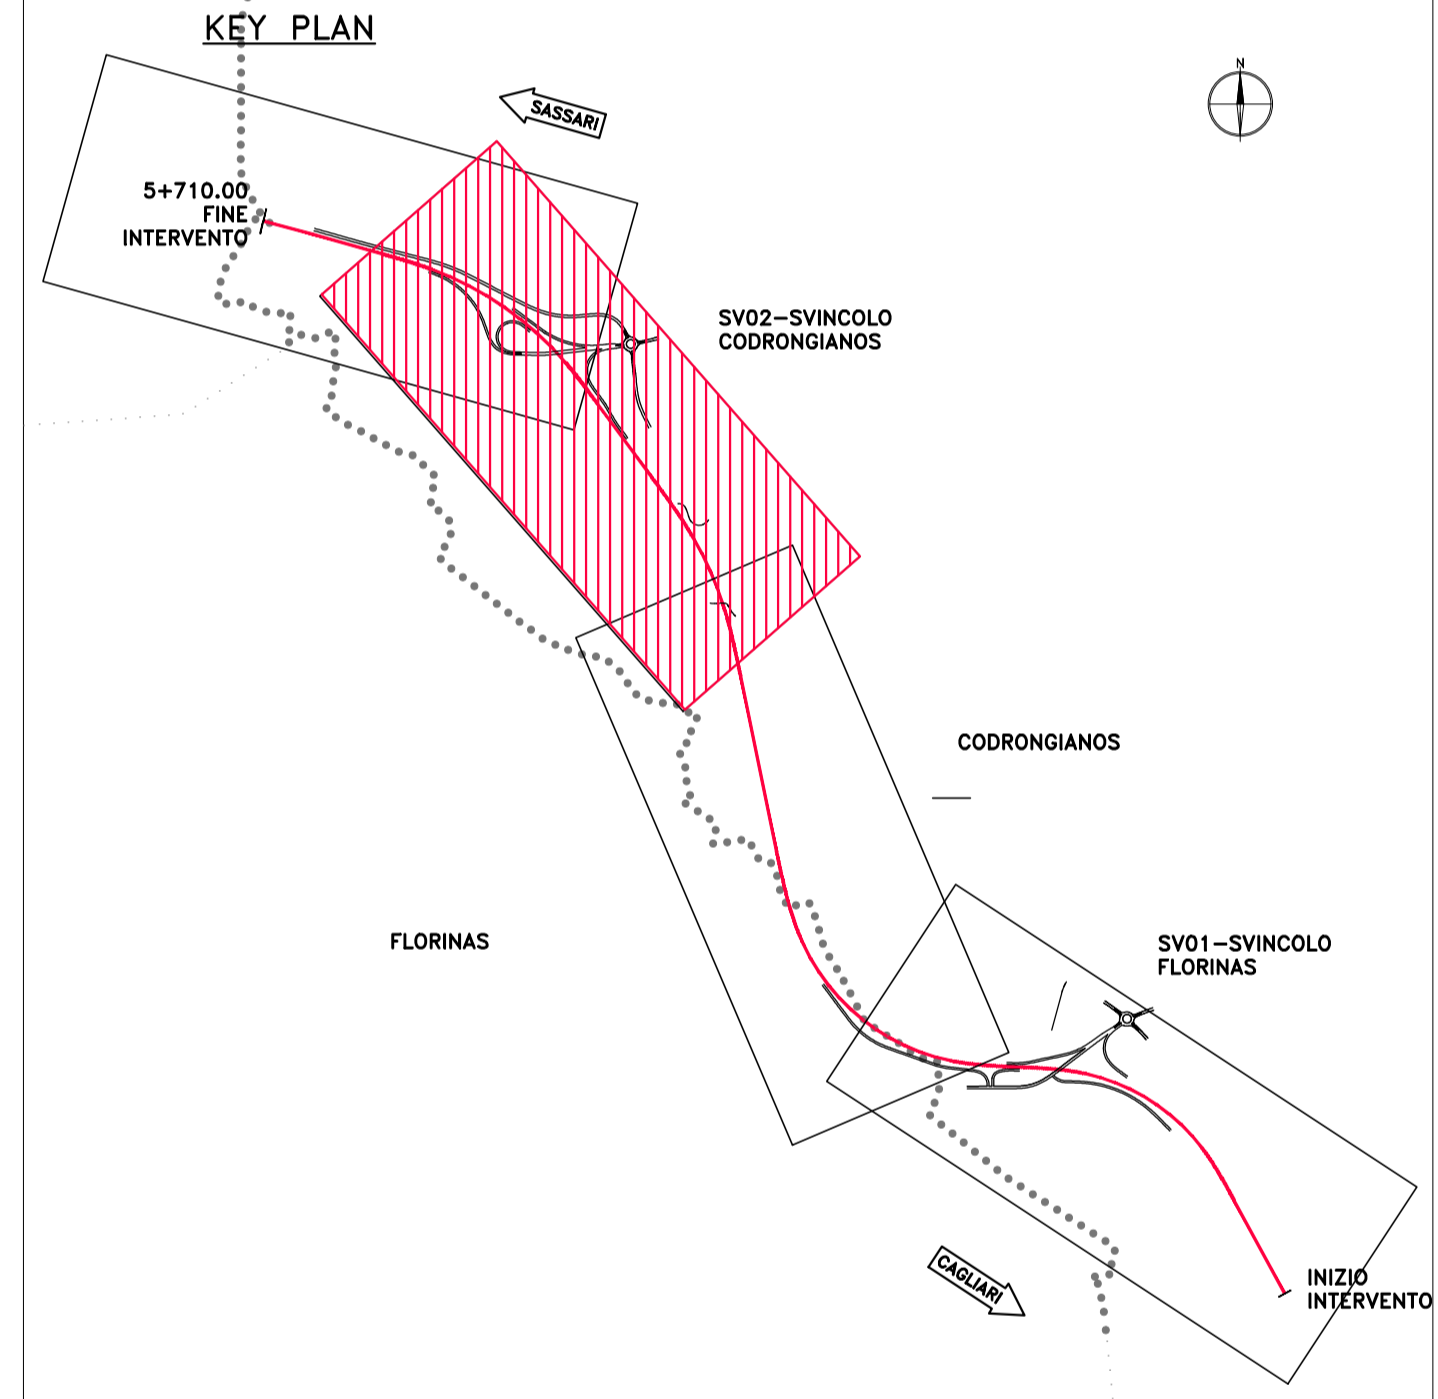 KEY PLAN
N
SASSARI
5+710.00
FINE
INTERVENTO
SV02-SVINCOLO
CODRONGIANOS
CODRONGIANOS
FLORINAS
SV01-SVINCOLO
FLORINAS
CAGLIARI
INIZIO
INTERVENTO